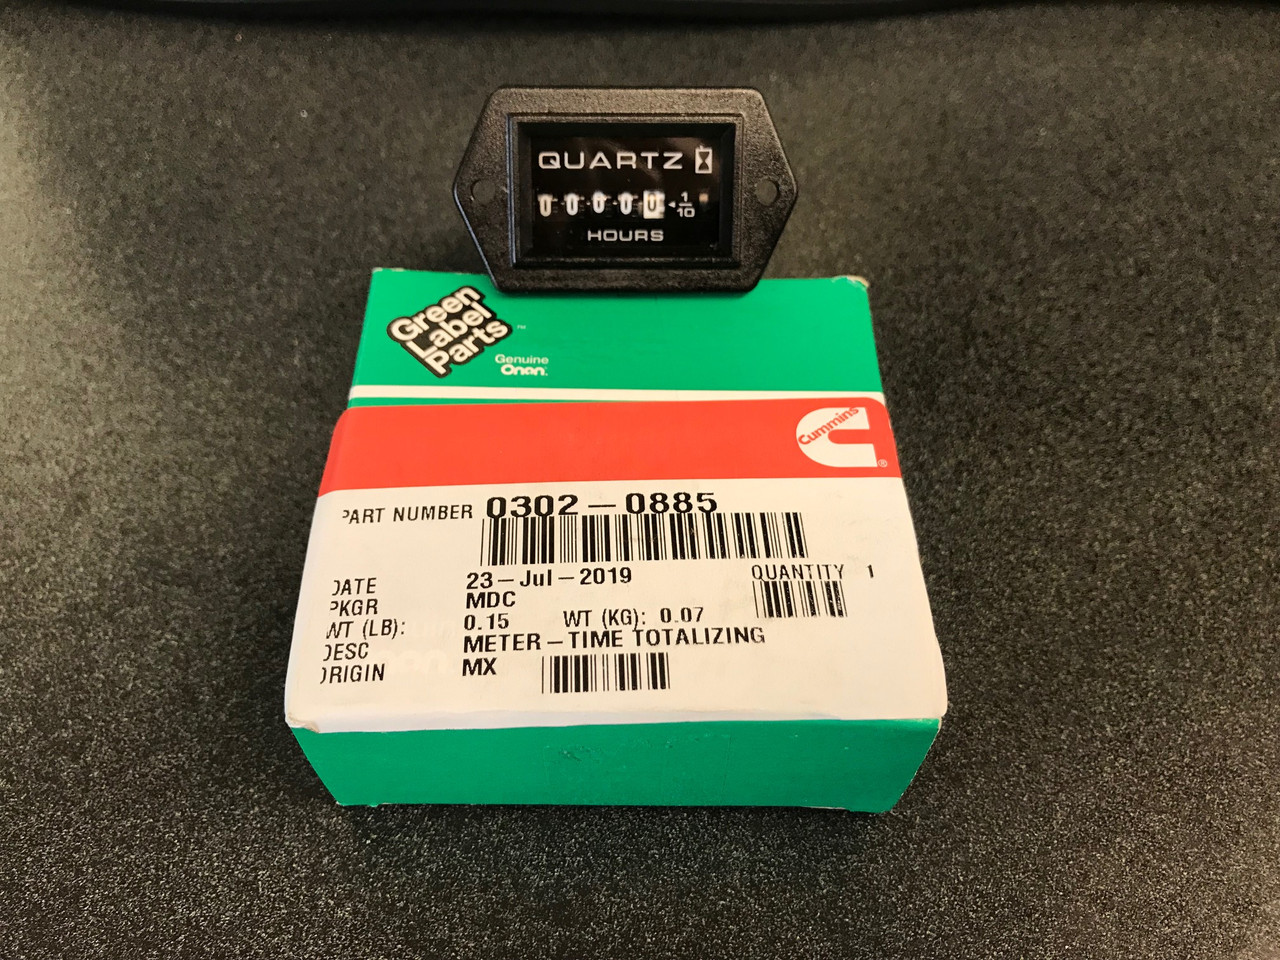 QUARTZ
0 0 0 0 0 1/10
HOURS
Green
Label
Parts ™
Genuine
Onan
Cummins ®
PART NUMBER 0302-0885
DATE 23-Jul-2019 QUANTITY 1
PKGR MDC
WT (LB): 0.15 WT (KG): 0.07
DESC METER-TIME TOTALIZING
ORIGIN MX